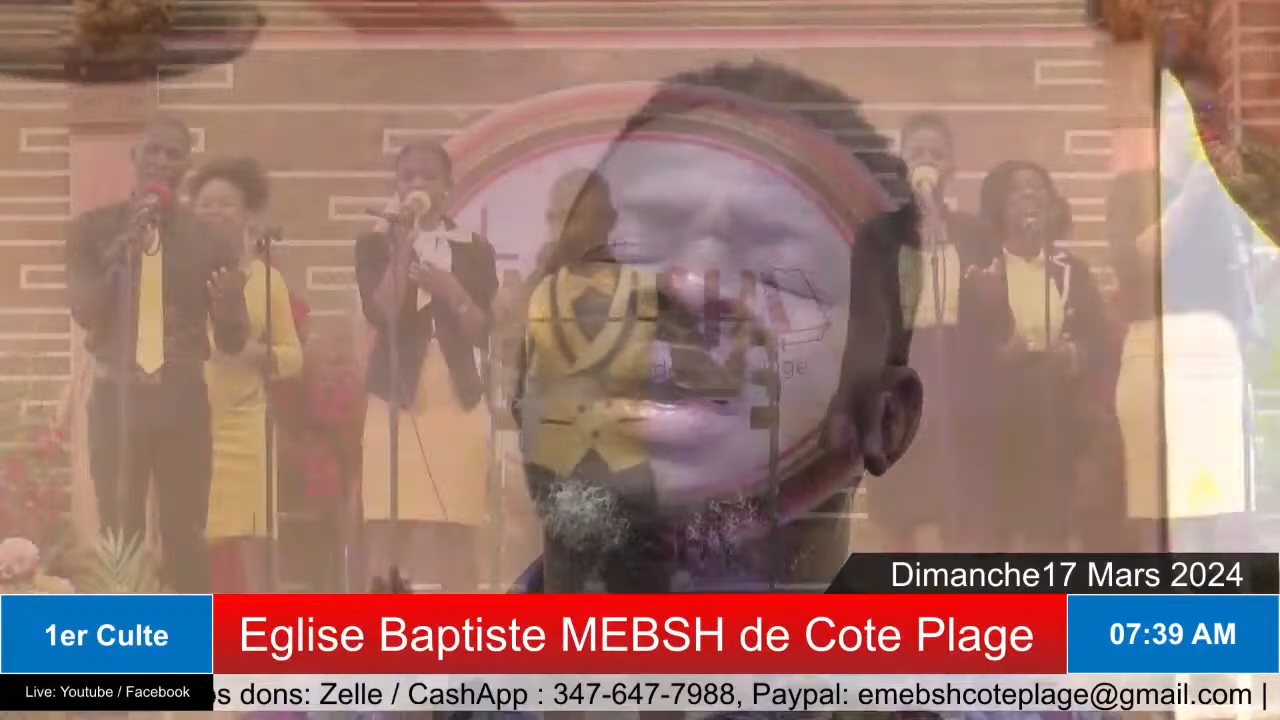 Dimanche17 Mars 2024
1er Culte
Eglise Baptiste MEBSH de Cote Plage
07:39 AM
Live: Youtube / Facebook
dons: Zelle / CashApp : 347-647-7988, Paypal: emebshcoteplage@gmail.com |